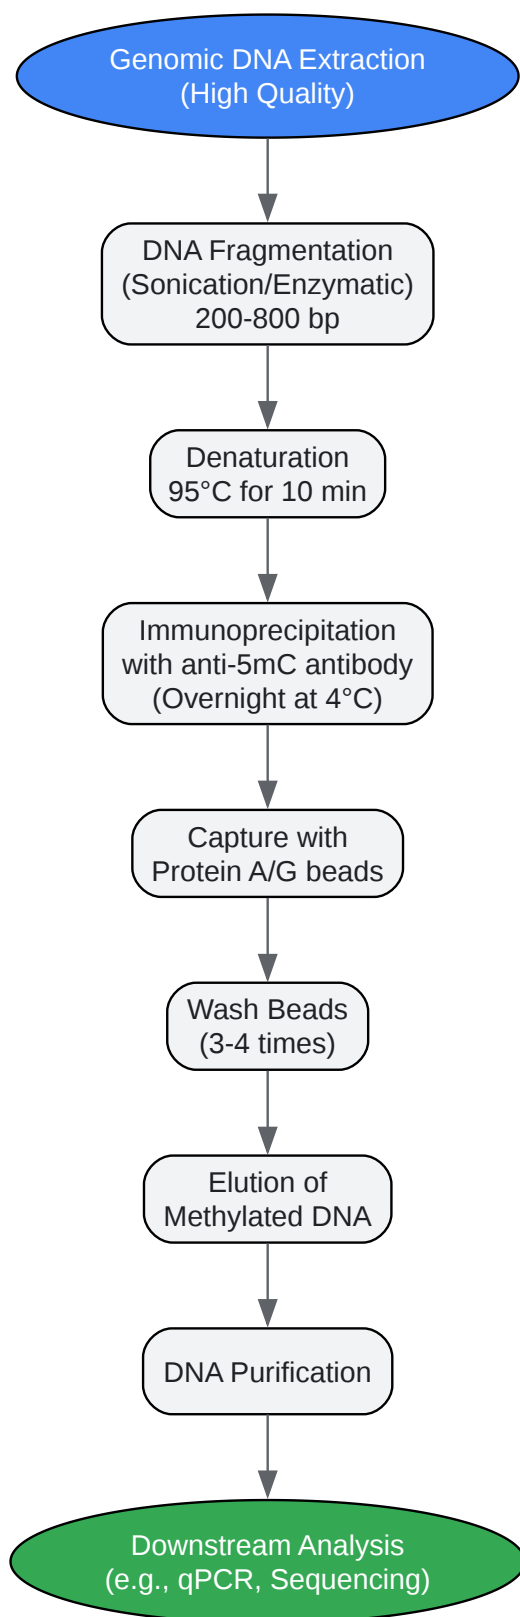 Genomic DNA Extraction
(High Quality)
DNA Fragmentation
(Sonication/Enzymatic)
200-800 bp
Denaturation
95°C for 10 min
Immunoprecipitation
with anti-5mC antibody
(Overnight at 4°C)
Capture with
Protein A/G beads
Wash Beads
(3-4 times)
Elution of
Methylated DNA
DNA Purification
Downstream Analysis
(e.g., qPCR, Sequencing)